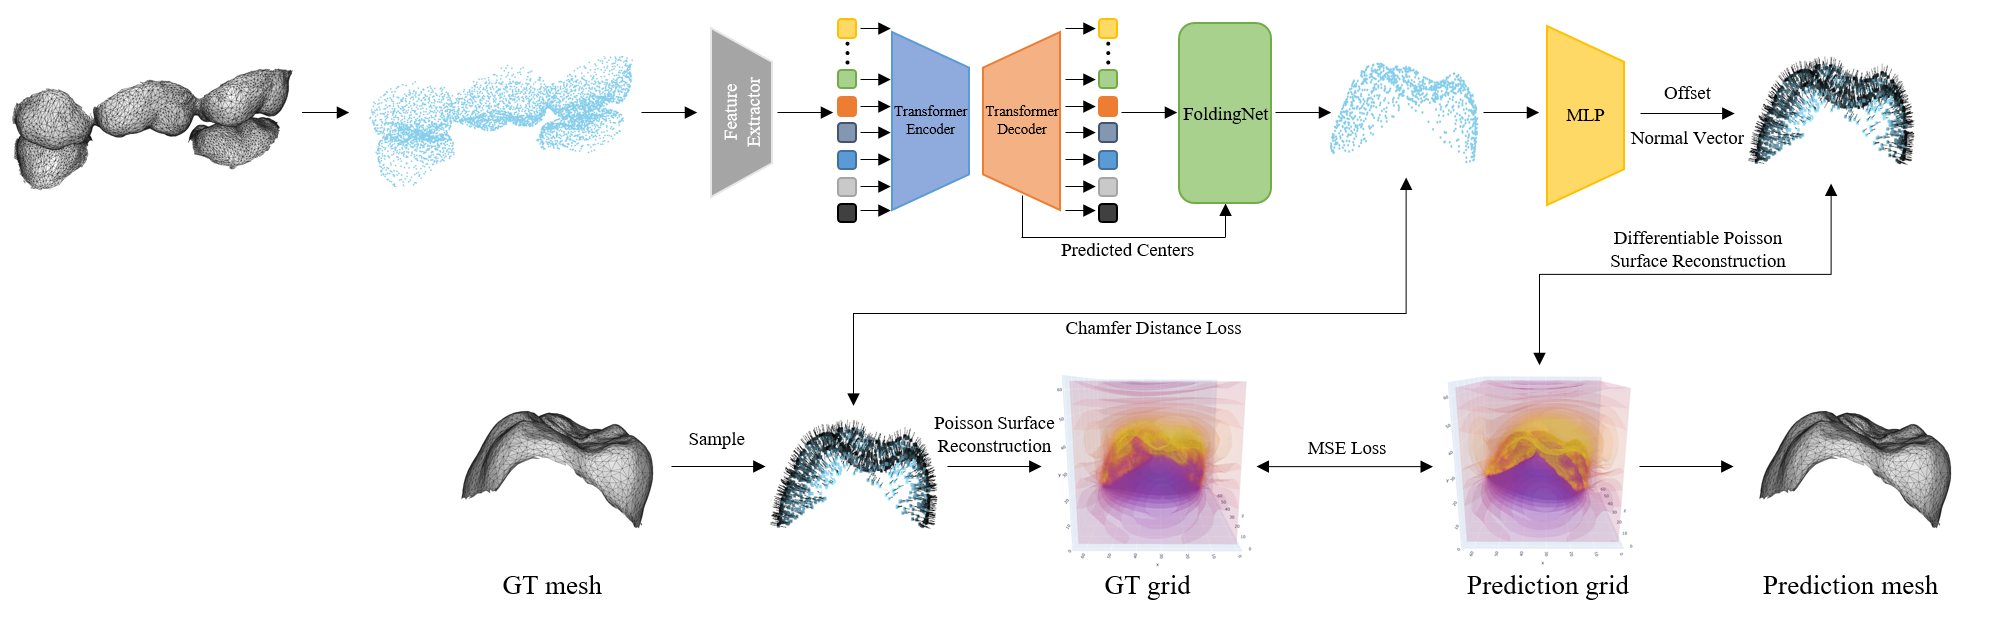 Feature
Extractor
Transformer
Encoder
Transformer
Decoder
FoldingNet
MLP
Offset
Normal Vector
Predicted Centers
Differentiable Poisson
Surface Reconstruction
Chamfer Distance Loss
Sample
Poisson Surface
Reconstruction
MSE Loss
GT mesh
GT grid
Prediction grid
Prediction mesh